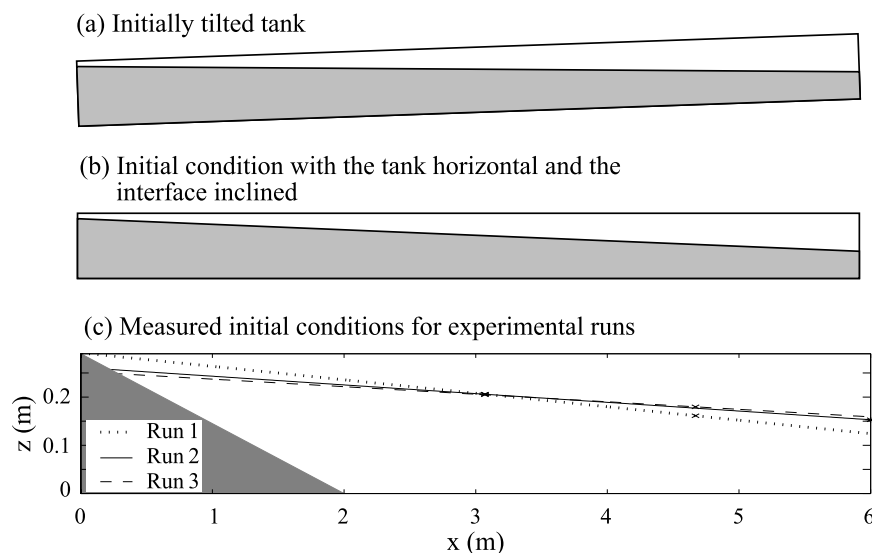 (a) Initially tilted tank
(b) Initial condition with the tank horizontal and the
interface inclined
(c) Measured initial conditions for experimental runs
z (m)
0.2
0.1
0
Run 1
Run 2
Run 3
0 1 2 3 4 5 6
x (m)